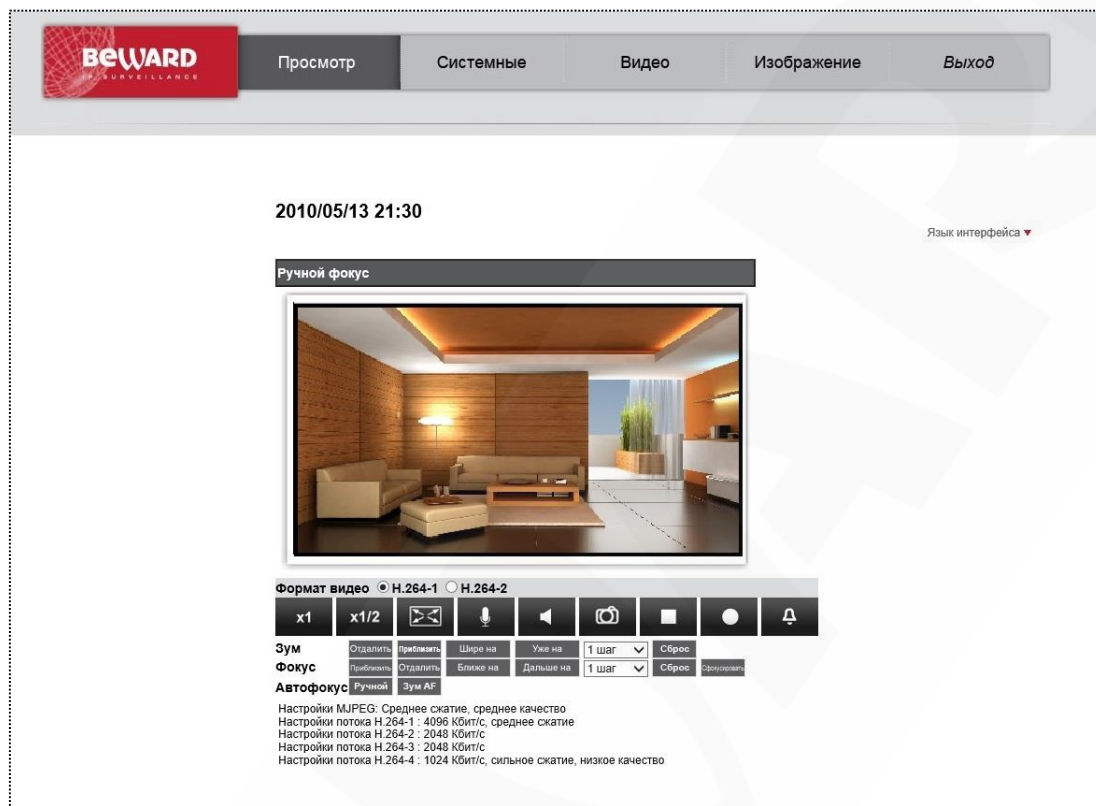 BEWARD
IP SURVEILLANCE
Просмотр Системные Видео Изображение Выход
2010/05/13 21:30
Язык интерфейса
Ручной фокус
Формат видео H.264-1 H.264-2
x1 x1/2
Зум Отдалить Приблизить Шире на Уже на 1 шаг Сброс
Фокус Приблизить Отдалить Ближе на Дальше на 1 шаг Сброс Сфокусировать
Автофокус Ручной Зум AF
Настройки MJPEG: Среднее сжатие, среднее качество
Настройки потока H.264-1 : 4096 Кбит/с, среднее сжатие
Настройки потока H.264-2 : 2048 Кбит/с
Настройки потока H.264-3 : 2048 Кбит/с
Настройки потока H.264-4 : 1024 Кбит/с, сильное сжатие, низкое качество